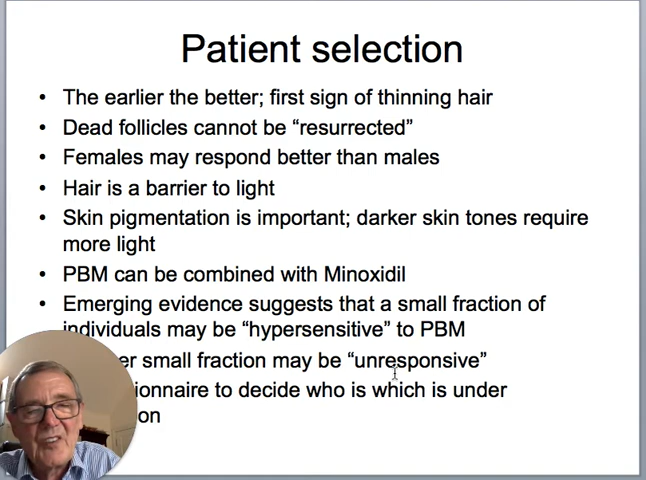 Patient selection
• The earlier the better; first sign of thinning hair
• Dead follicles cannot be “resurrected”
• Females may respond better than males
• Hair is a barrier to light
• Skin pigmentation is important; darker skin tones require
more light
• PBM can be combined with Minoxidil
• Emerging evidence suggests that a small fraction of
individuals may be “hypersensitive” to PBM
small fraction may be “unresponsive”
to decide who is which is under